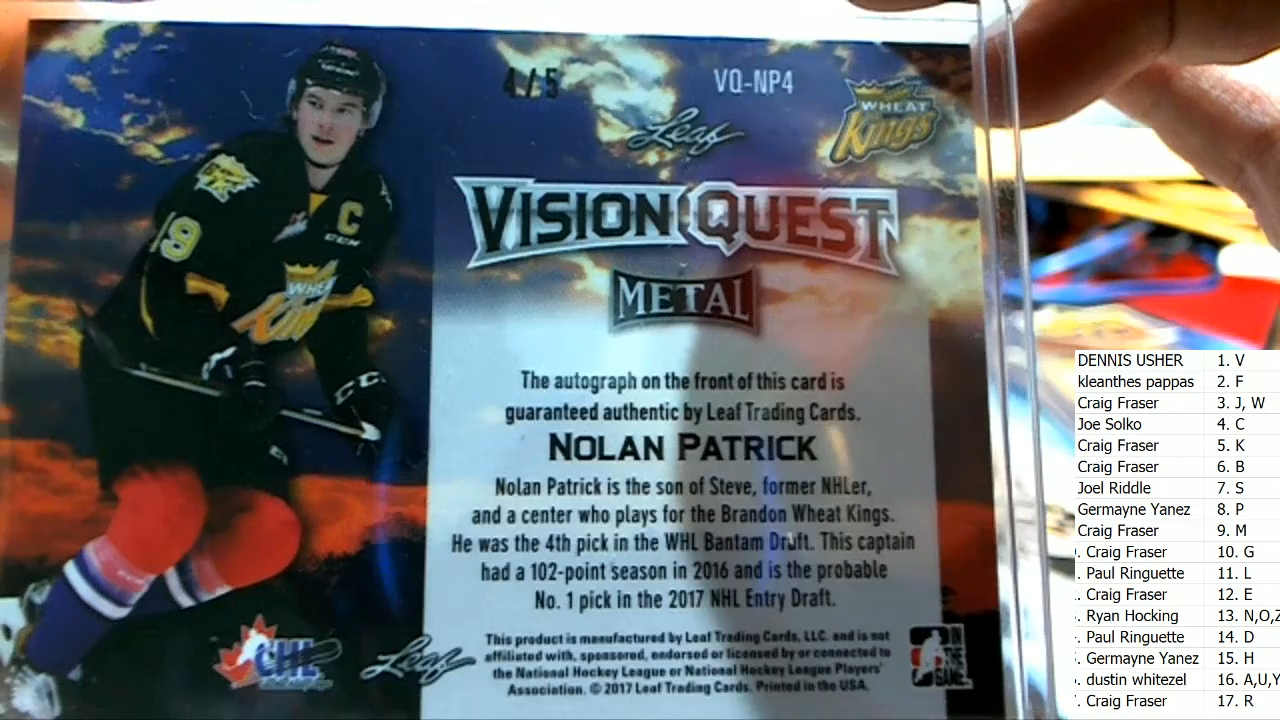 4/5
VQ-NP4
Leaf
WHEAT
Kings
VISION QUEST
METAL
C
CCM
19
WHEA
Kings
The autograph on the front of this card is
guaranteed authentic by Leaf Trading Cards.
NOLAN PATRICK
Nolan Patrick is the son of Steve, former NHLer,
and a center who plays for the Brandon Wheat Kings.
He was the 4th pick in the WHL Bantam Draft. This captain
had a 102-point season in 2016 and is the probable
No. 1 pick in the 2017 NHL Entry Draft.
This product is manufactured by Leaf Trading Cards, LLC. and is not
affiliated with, sponsored, endorsed or licensed by or connected to
the National Hockey League or National Hockey League Players'
Association. © 2017 Leaf Trading Cards. Printed in the USA.
CHL
Leaf
IN
THE
GAME
DENNIS USHER 1. V
kleanthes pappas 2. F
Craig Fraser 3. J, W
Joe Solko 4. C
Craig Fraser 5. K
Craig Fraser 6. B
Joel Riddle 7. S
Germayne Yanez 8. P
Craig Fraser 9. M
. Craig Fraser 10. G
. Paul Ringuette 11. L
. Craig Fraser 12. E
. Ryan Hocking 13. N,O,
. Paul Ringuette 14. D
. Germayne Yanez 15. H
. dustin whitezel 16. A,U,Y
. Craig Fraser 17. R